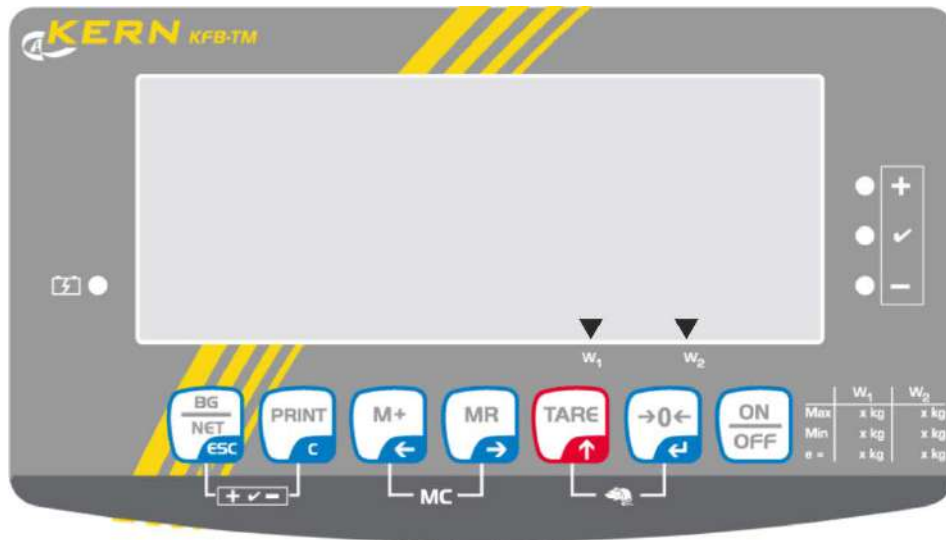 KERN KFB-TM
+
✓
−
W₁ W₂
BG
NET
ESC
PRINT
C
M+
←
MR
→
TARE
↑
→0←
↵
ON
OFF
+ ✓ −
MC
W₁ W₂
Max x kg x kg
Min x kg x kg
e = x kg x kg